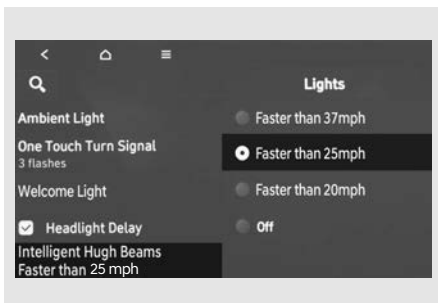 Lights
Ambient Light
One Touch Turn Signal
3 flashes
Welcome Light
Headlight Delay
Intelligent Hugh Beams
Faster than 25 mph
Faster than 37mph
Faster than 25mph
Faster than 20mph
Off